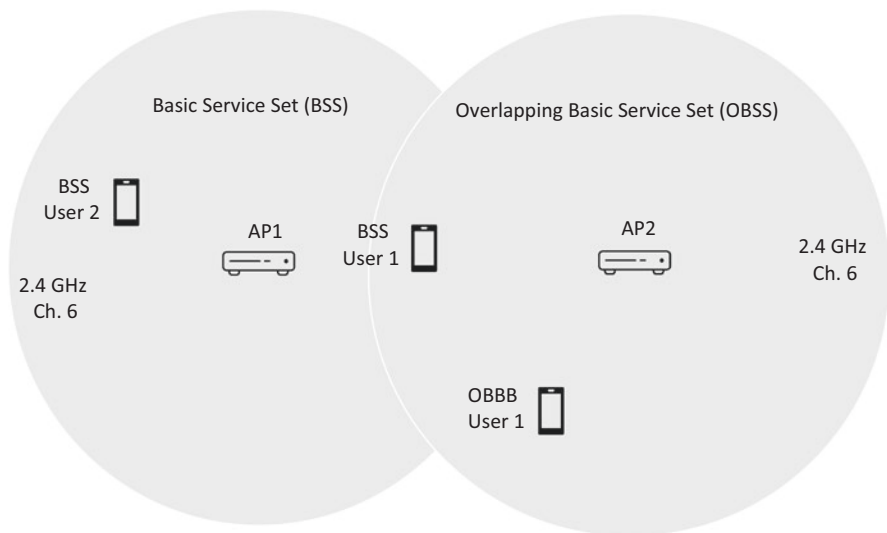 Basic Service Set (BSS)
Overlapping Basic Service Set (OBSS)
BSS
User 2
AP1
BSS
User 1
AP2
2.4 GHz
Ch. 6
2.4 GHz
Ch. 6
OBBB
User 1